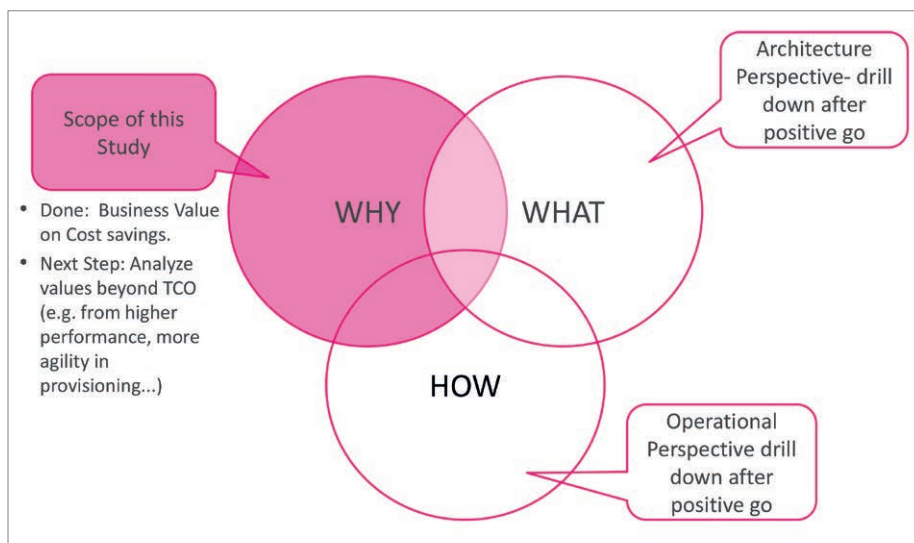 Scope of this
Study
• Done: Business Value
on Cost savings.
• Next Step: Analyze
values beyond TCO
(e.g. from higher
performance, more
agility in
provisioning...)
WHY
WHAT
HOW
Architecture
Perspective- drill
down after
positive go
Operational
Perspective drill
down after
positive go